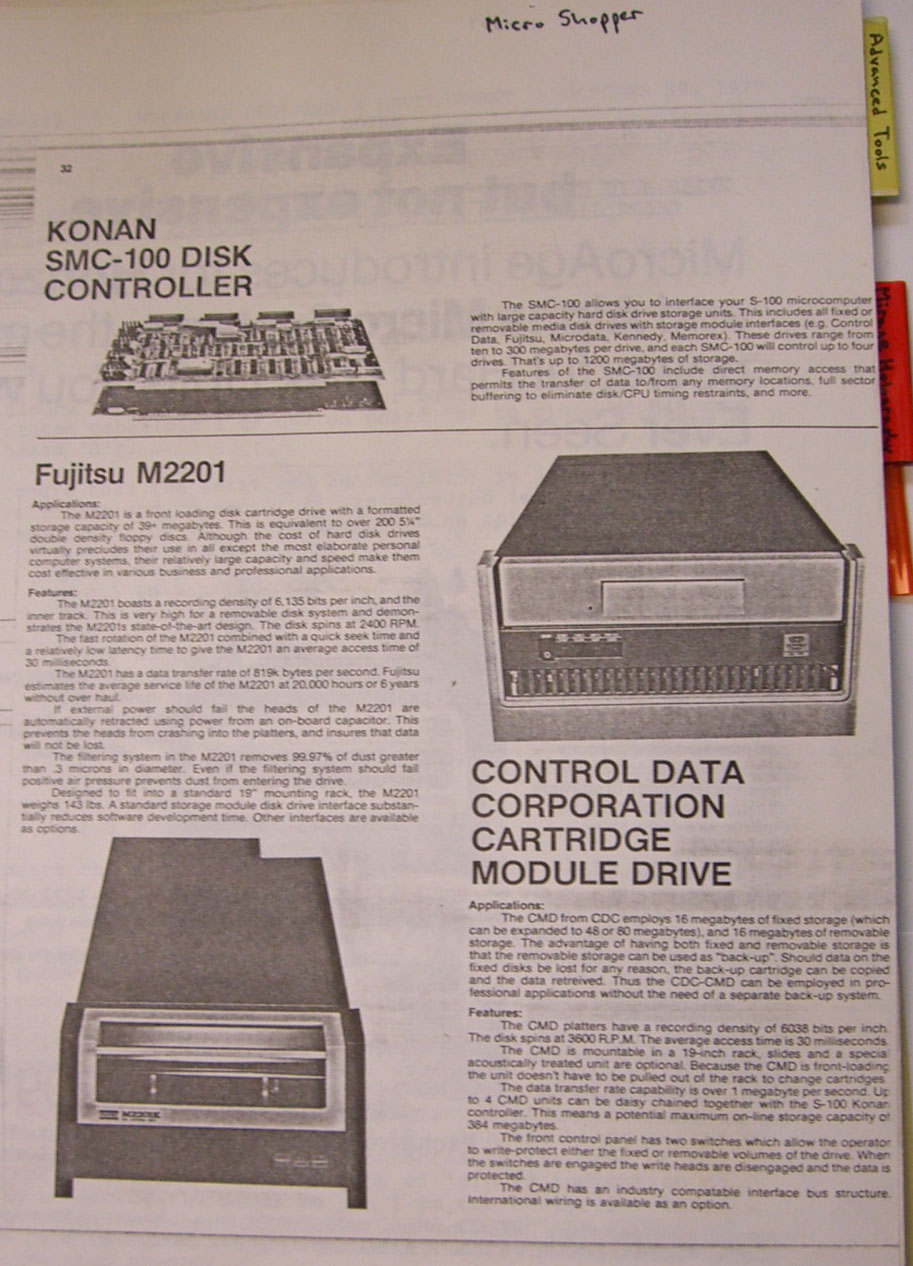 Micro Shopper
Advanced Tools
32
KONAN
SMC-100 DISK
CONTROLLER
The SMC-100 allows you to interface your S-100 microcomputer
with large capacity hard disk drive storage units. This includes all fixed or
removable media disk drives with storage module interfaces (e.g. Control
Data, Fujitsu, Microdata, Kennedy, Memorex). These drives range from
ten to 300 megabytes per drive, and each SMC-100 will control up to four
drives. That's up to 1200 megabytes of storage.
Features of the SMC-100 include direct memory access that
permits the transfer of data to/from any memory locations, full sector
buffering to eliminate disk/CPU timing restraints, and more.
Fujitsu M2201
Applications:
The M2201 is a front loading disk cartridge drive with a formatted
storage capacity of 39+ megabytes. This is equivalent to over 200 5¼"
double density floppy discs. Although the cost of hard disk drives
virtually precludes their use in all except the most elaborate personal
computer systems, their relatively large capacity and speed make them
cost effective in various business and professional applications.
Features:
The M2201 boasts a recording density of 6,135 bits per inch, and the
inner track. This is very high for a removable disk system and demon-
strates the M2201s state-of-the-art design. The disk spins at 2400 RPM.
The fast rotation of the M2201 combined with a quick seek time and
a relatively low latency time to give the M2201 an average access time of
30 milliseconds.
The M2201 has a data transfer rate of 819k bytes per second. Fujitsu
estimates the average service life of the M2201 at 20,000 hours or 6 years
without over haul.
If external power should fail the heads of the M2201 are
automatically retracted using power from an on-board capacitor. This
prevents the heads from crashing into the platters, and insures that data
will not be lost.
The filtering system in the M2201 removes 99.97% of dust greater
than .3 microns in diameter. Even if the filtering system should fail
positive air pressure prevents dust from entering the drive.
Designed to fit into a standard 19" mounting rack, the M2201
weighs 143 lbs. A standard storage module disk drive interface substan-
tially reduces software development time. Other interfaces are available
as options.
CONTROL DATA
CORPORATION
CARTRIDGE
MODULE DRIVE
Applications:
The CMD from CDC employs 16 megabytes of fixed storage (which
can be expanded to 48 or 80 megabytes), and 16 megabytes of removable
storage. The advantage of having both fixed and removable storage is
that the removable storage can be used as "back-up". Should data on the
fixed disks be lost for any reason, the back-up cartridge can be copied
and the data retreived. Thus the CDC-CMD can be employed in pro-
fessional applications without the need of a separate back-up system.
Features:
The CMD platters have a recording density of 6038 bits per inch.
The disk spins at 3600 R.P.M. The average access time is 30 milliseconds.
The CMD is mountable in a 19-inch rack, slides and a special
acoustically treated unit are optional. Because the CMD is front-loading
the unit doesn't have to be pulled out of the rack to change cartridges.
The data transfer rate capability is over 1 megabyte per second. Up
to 4 CMD units can be daisy chained together with the S-100 Konan
controller. This means a potential maximum on-line storage capacity of
384 megabytes.
The front control panel has two switches which allow the operator
to write-protect either the fixed or removable volumes of the drive. When
the switches are engaged the write heads are disengaged and the data is
protected.
The CMD has an industry compatable interface bus structure.
International wiring is available as an option.